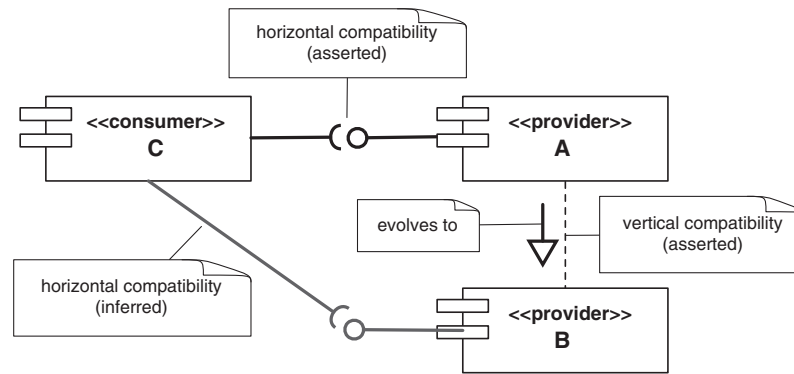 horizontal compatibility
(asserted)
<<consumer>>
C
<<provider>>
A
evolves to
vertical compatibility
(asserted)
horizontal compatibility
(inferred)
<<provider>>
B